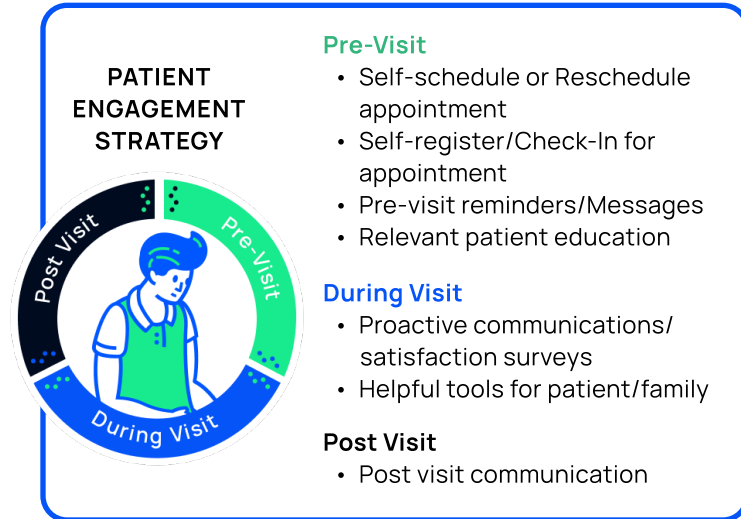 PATIENT
ENGAGEMENT
STRATEGY
Post Visit
Pre-Visit
During Visit
Pre-Visit
• Self-schedule or Reschedule
appointment
• Self-register/Check-In for
appointment
• Pre-visit reminders/Messages
• Relevant patient education
During Visit
• Proactive communications/
satisfaction surveys
• Helpful tools for patient/family
Post Visit
• Post visit communication